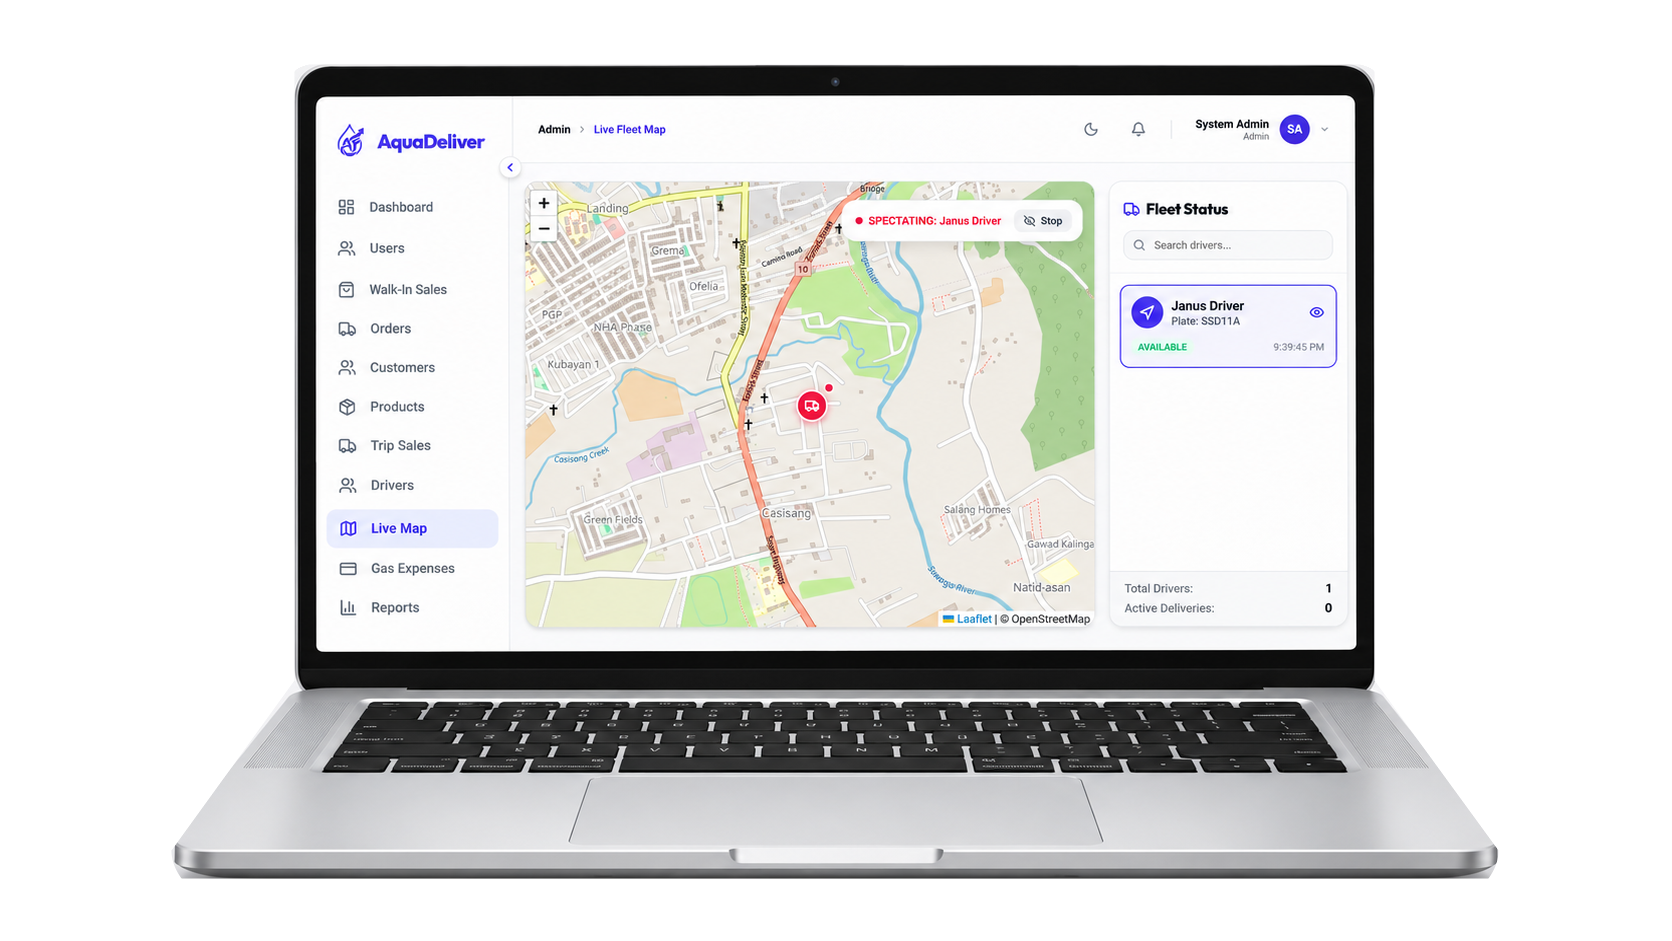 AquaDeliver
Admin > Live Fleet Map
System Admin
Admin
SA
Dashboard
Users
Walk-In Sales
Orders
Customers
Products
Trip Sales
Drivers
Live Map
Gas Expenses
Reports
+
−
Landing
Bridge
Grema
Camino Road
Ofelia
10
PGP
NHA Phase
Kubayan 1
Casisang Creek
Casisang
Green Fields
Salang Homes
Gawad Kalinga
Natid-asan
Sawaga River
SPECTATING: Janus Driver
Stop
Leaflet | © OpenStreetMap
Fleet Status
Search drivers...
Janus Driver
Plate: SSD11A
AVAILABLE
9:39:45 PM
Total Drivers: 1
Active Deliveries: 0